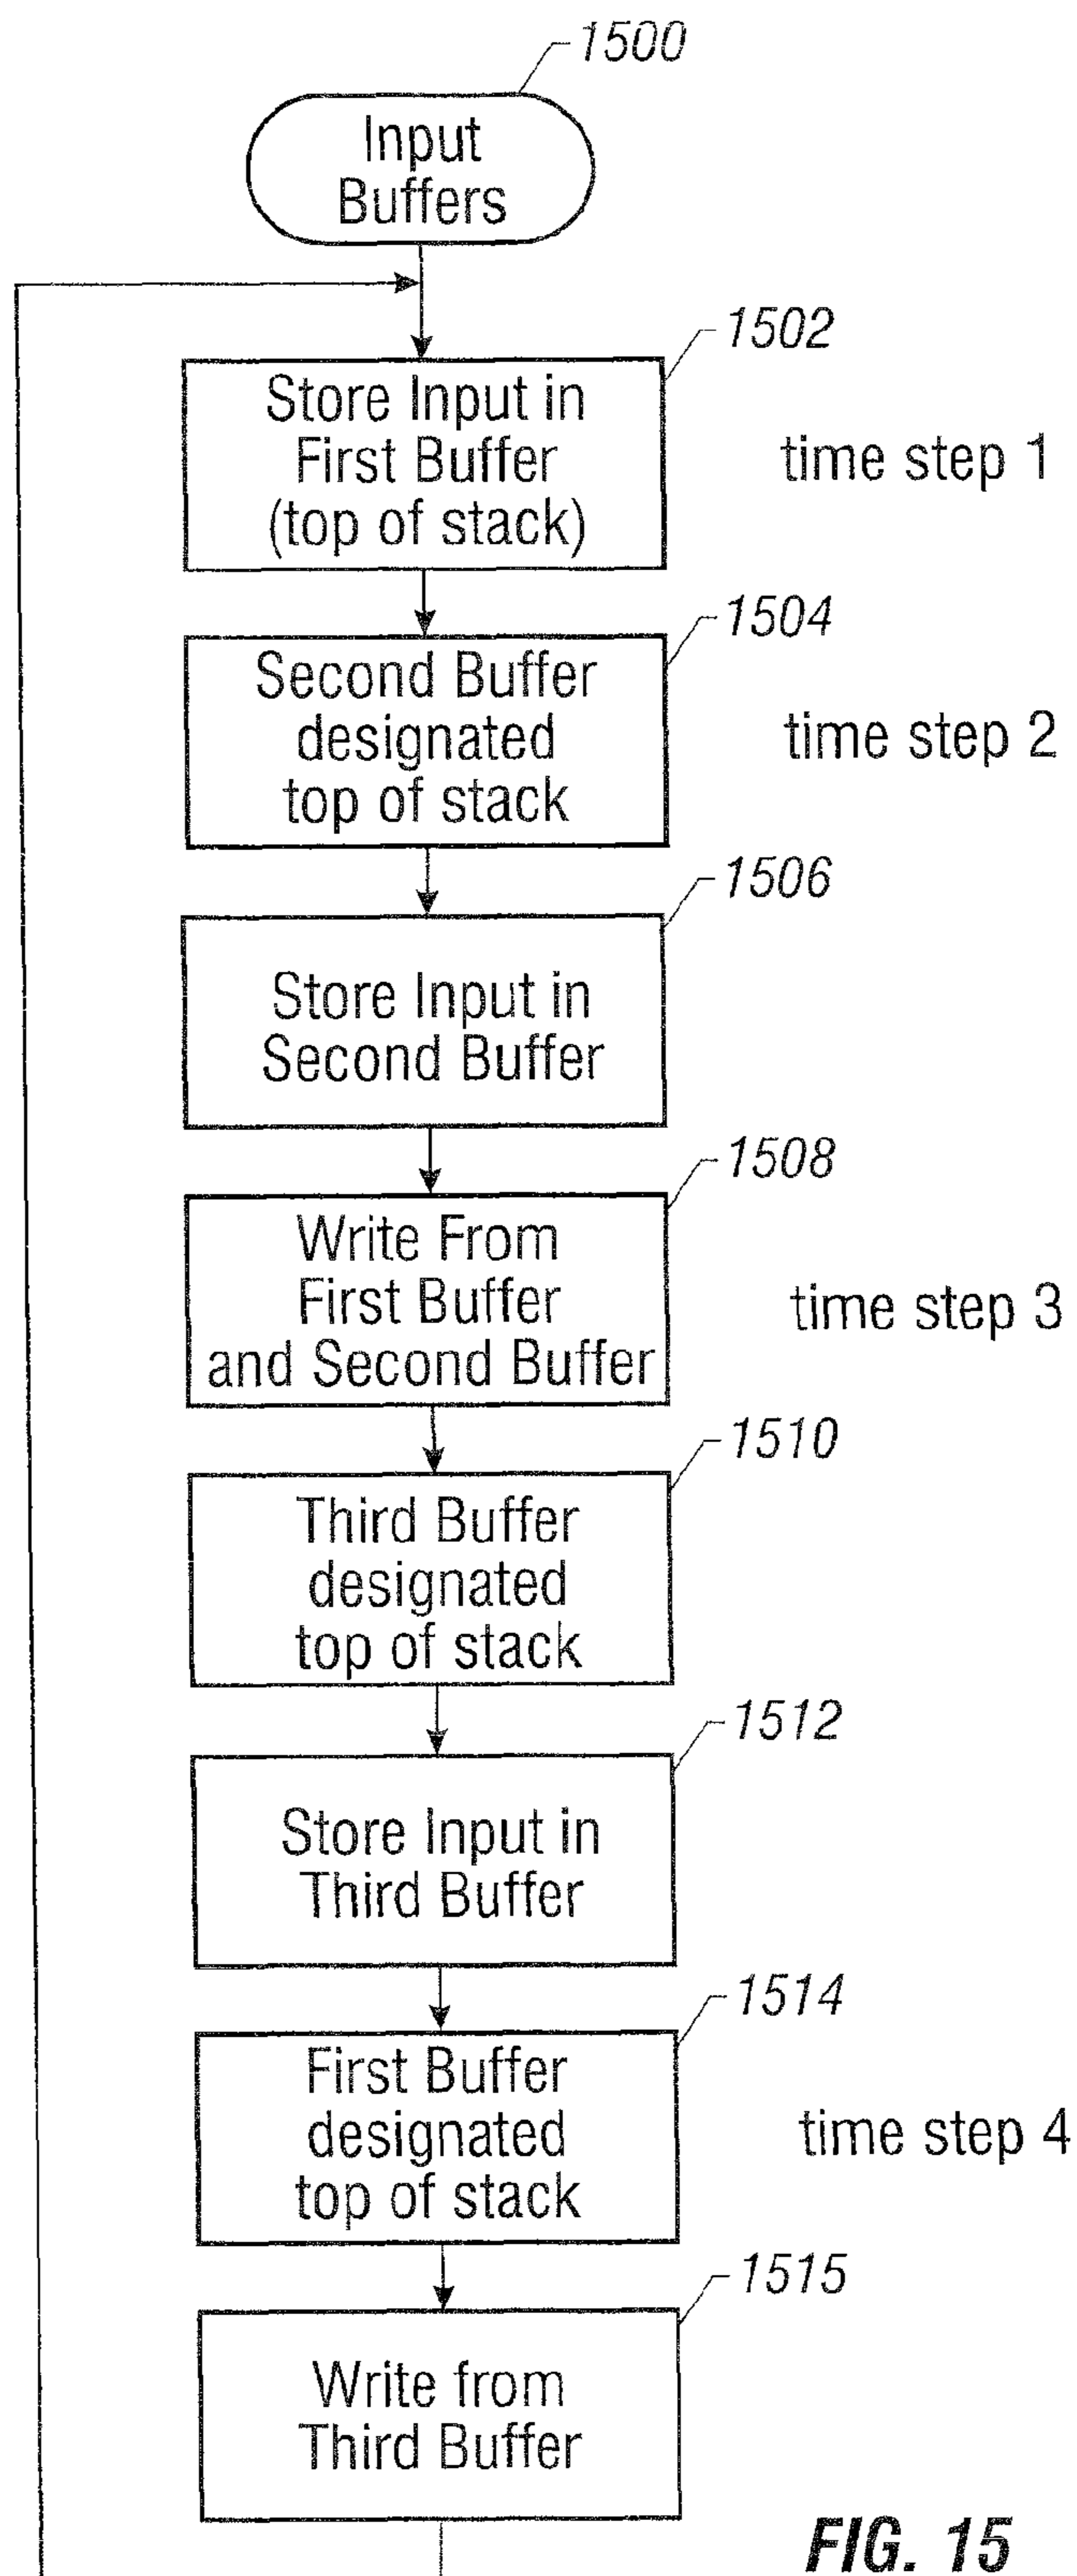 1500
Input
Buffers
1502
Store Input in
First Buffer
(top of stack)
time step 1
1504
Second Buffer
designated
top of stack
time step 2
1506
Store Input in
Second Buffer
1508
Write From
First Buffer
and Second Buffer
time step 3
1510
Third Buffer
designated
top of stack
1512
Store Input in
Third Buffer
1514
First Buffer
designated
top of stack
time step 4
1515
Write from
Third Buffer
FIG. 15